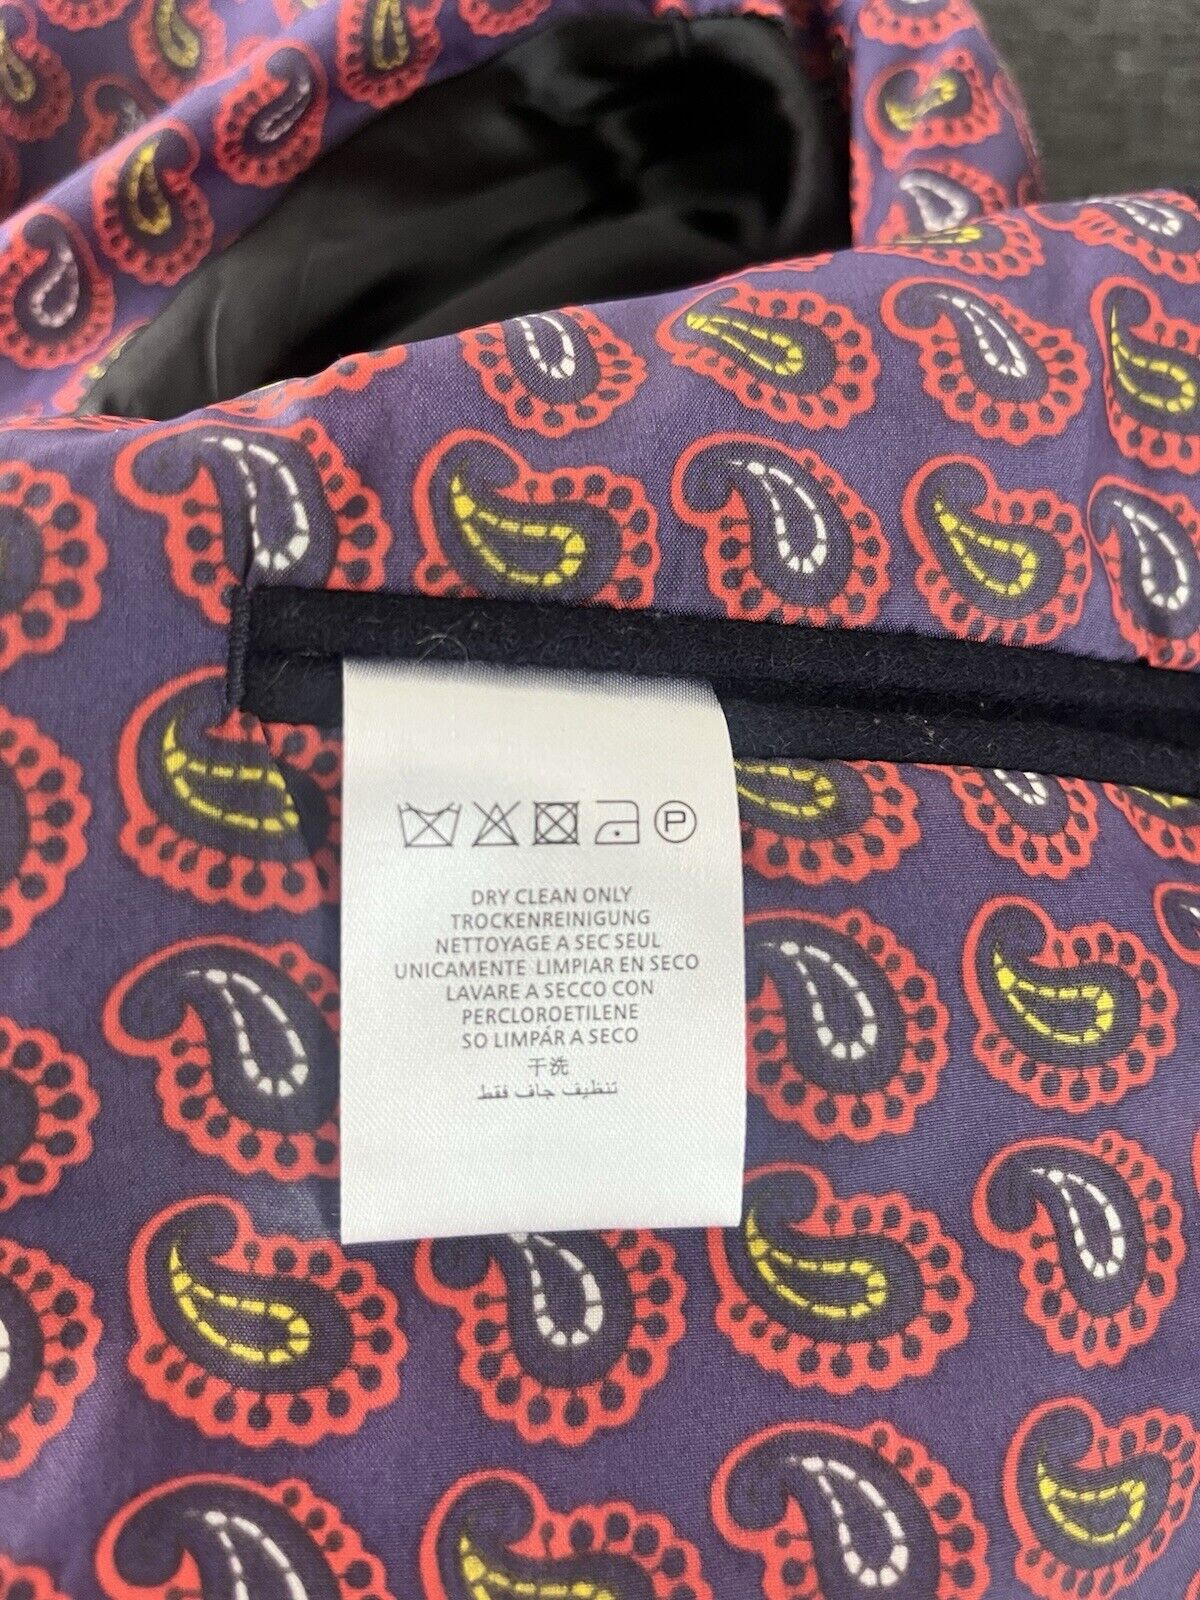 P
DRY CLEAN ONLY
TROCKENREINIGUNG
NETTOYAGE A SEC SEUL
UNICAMENTE LIMPIAR EN SECO
LAVARE A SECCO CON
PERCLOROETILENE
SO LIMPÁR A SECO
干洗
تنظيف جاف فقط